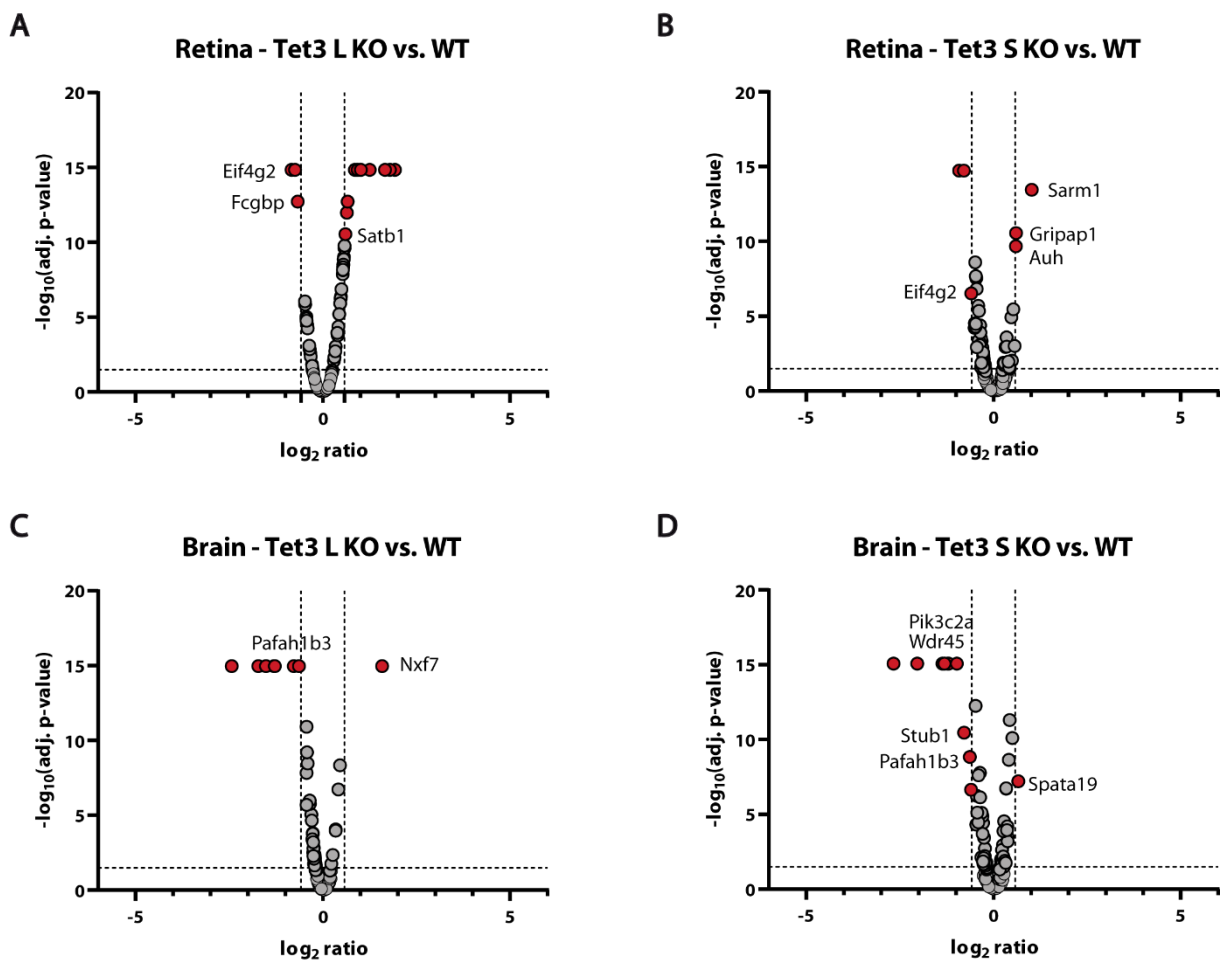 A
Retina - Tet3 L KO vs. WT
20
15
10
5
0
-log10(adj. p-value)
Eif4g2
Fcgbp
Satb1
-5
0
5
log2 ratio
B
Retina - Tet3 S KO vs. WT
20
15
10
5
0
-log10(adj. p-value)
Sarm1
Gripap1
Auh
Eif4g2
-5
0
5
log2 ratio
C
Brain - Tet3 L KO vs. WT
20
15
10
5
0
-log10(adj. p-value)
Pafah1b3
Nxf7
-5
0
5
log2 ratio
D
Brain - Tet3 S KO vs. WT
20
15
10
5
0
-log10(adj. p-value)
Pik3c2a
Wdr45
Stub1
Pafah1b3
Spata19
-5
0
5
log2 ratio